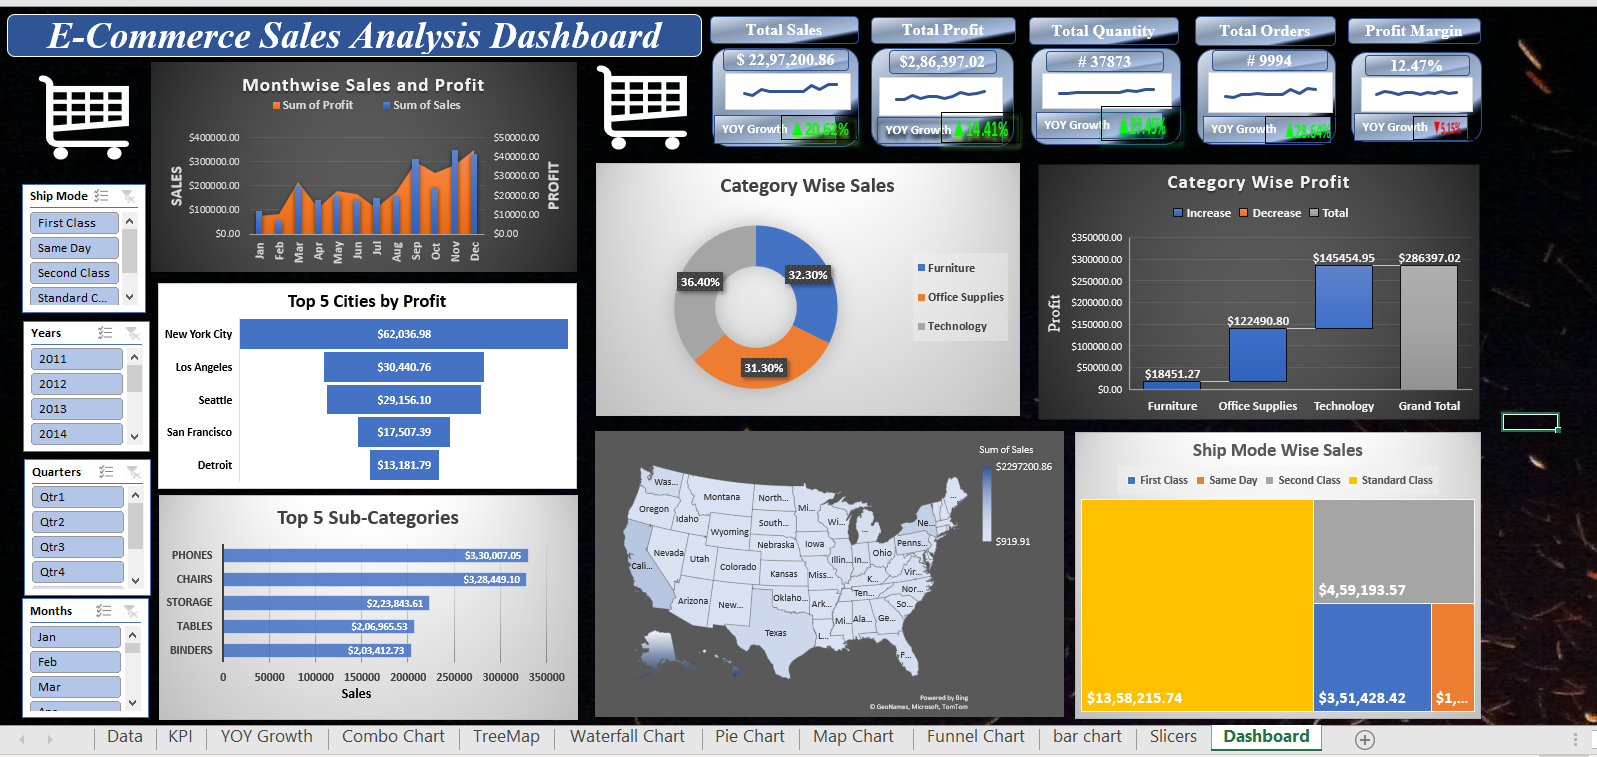 E-Commerce Sales Analysis Dashboard
Total Sales
$ 22,97,200.86
YOY Growth 20.62%
Total Profit
$2,86,397.02
YOY Growth 14.41%
Total Quantity
# 37873
YOY Growth 27.45%
Total Orders
# 9994
YOY Growth
Profit Margin
12.47%
YOY Growth 5.15%
Monthwise Sales and Profit
Sum of Profit Sum of Sales
SALES
$400000.00
$300000.00
$200000.00
$100000.00
$0.00
$50000.00
$40000.00
$30000.00
$20000.00
$10000.00
$0.00
PROFIT
Jan Feb Mar Apr May Jun Jul Aug Sep Oct Nov Dec
Ship Mode
First Class
Same Day
Second Class
Standard C...
Years
2011
2012
2013
2014
Quarters
Qtr1
Qtr2
Qtr3
Qtr4
Months
Jan
Feb
Mar
Top 5 Cities by Profit
New York City $62,036.98
Los Angeles $30,440.76
Seattle $29,156.10
San Francisco $17,507.39
Detroit $13,181.79
Top 5 Sub-Categories
PHONES $3,30,007.05
CHAIRS $3,28,449.10
STORAGE $2,23,843.61
TABLES $2,06,965.53
BINDERS $2,03,412.73
0 50000 100000 150000 200000 250000 300000 350000
Sales
Category Wise Sales
32.30%
36.40%
31.30%
Furniture
Office Supplies
Technology
Category Wise Profit
Increase Decrease Total
Profit
$350000.00
$300000.00
$250000.00
$200000.00
$150000.00
$100000.00
$50000.00
$0.00
$18451.27
$122490.80
$145454.95
$286397.02
Furniture Office Supplies Technology Grand Total
Sum of Sales
$2297200.86
$919.91
Was...
Montana
North...
Mi...
Oregon
Idaho
Wyoming
South...
Wi...
...
Ne...
...
Nevada
Utah
Colorado
Nebraska
Iowa
Illin...
In...
Ohio
Penns...
Cali...
Kansas
Miss...
K...
Vir...
Arizona
New...
Oklaho...
Ark...
Ten...
Nor...
So...
Texas
L...
Mi...
Ala...
Ge...
F...
Powered by Bing
© GeoNames, Microsoft, TomTom
Ship Mode Wise Sales
First Class Same Day Second Class Standard Class
$13,58,215.74
$4,59,193.57
$3,51,428.42
$1,...
Data KPI YOY Growth Combo Chart TreeMap Waterfall Chart Pie Chart Map Chart Funnel Chart bar chart Slicers Dashboard